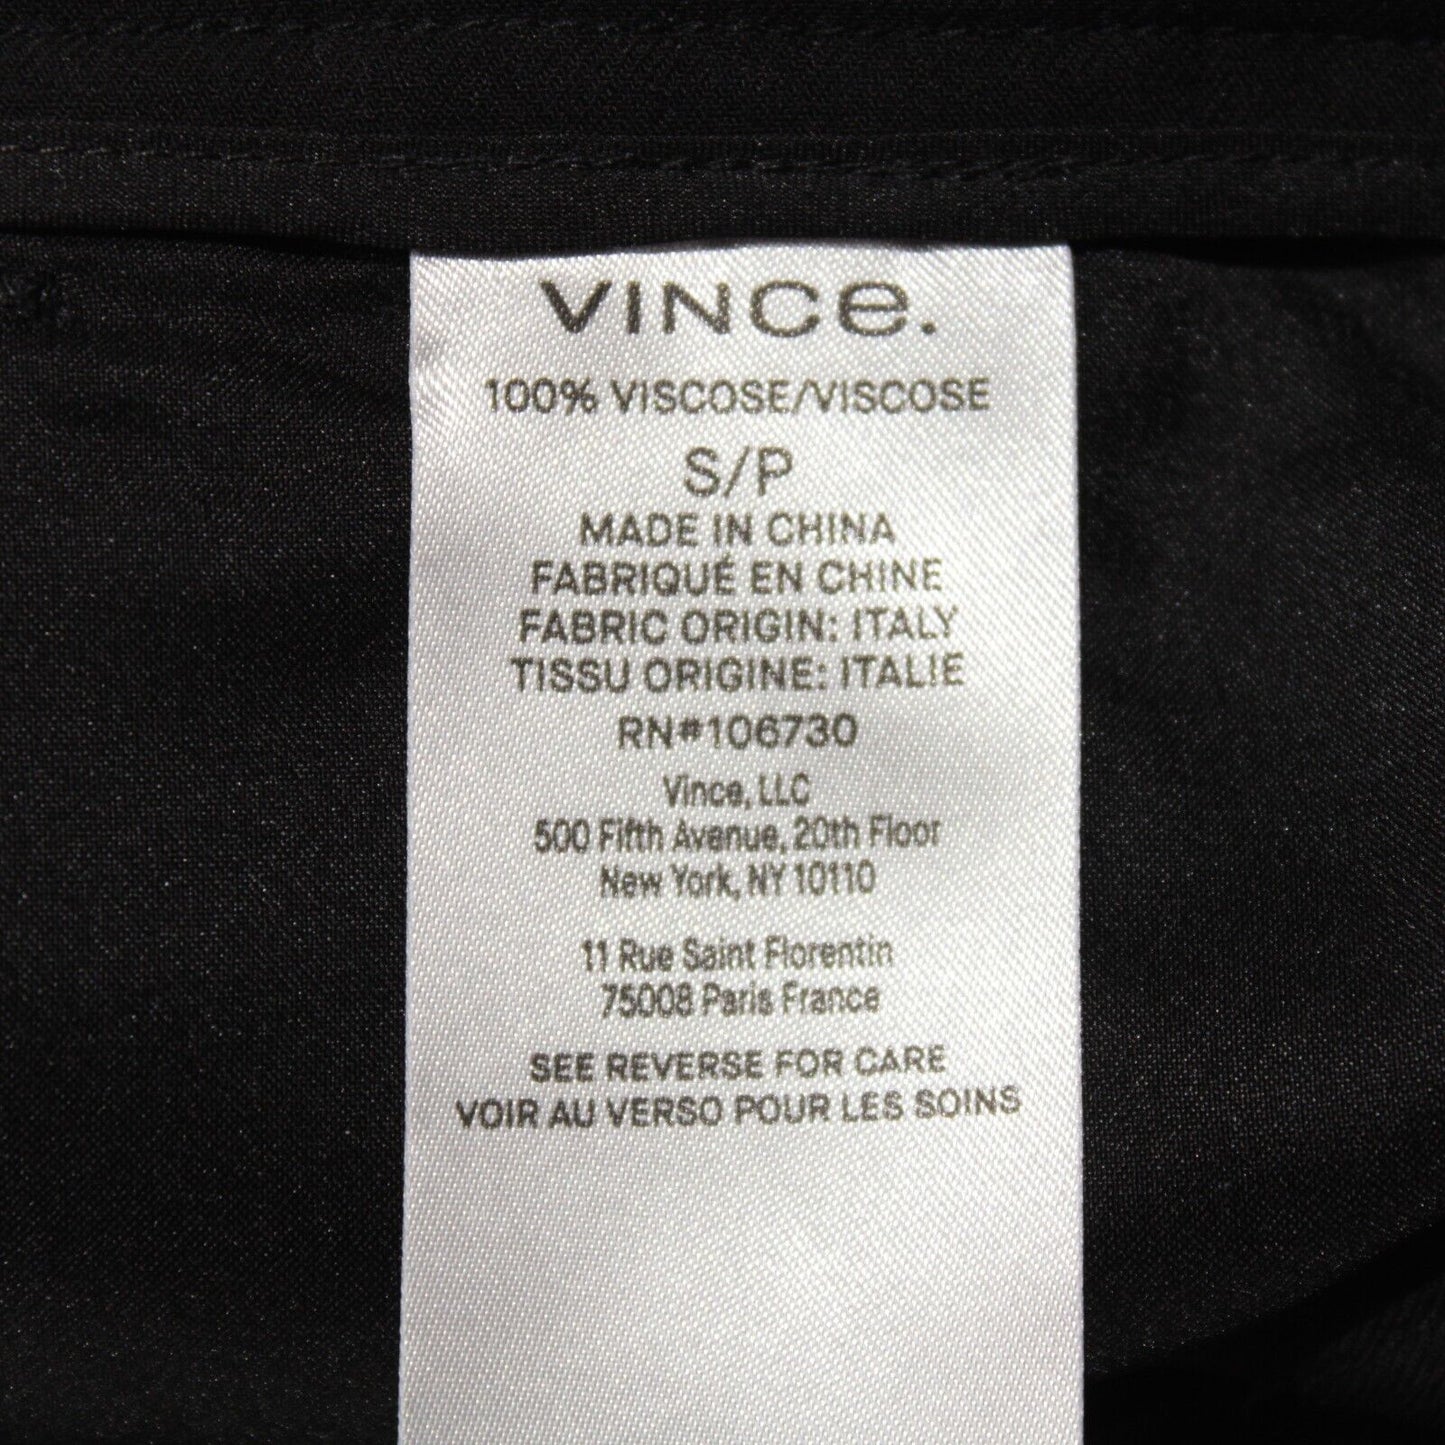 VINCe.
100% VISCOSE/VISCOSE
S/P
MADE IN CHINA
FABRIQUÉ EN CHINE
FABRIC ORIGIN: ITALY
TISSU ORIGINE: ITALIE
RN#106730
Vince, LLC
500 Fifth Avenue, 20th Floor
New York, NY 10110
11 Rue Saint Florentin
75008 Paris France
SEE REVERSE FOR CARE
VOIR AU VERSO POUR LES SOINS